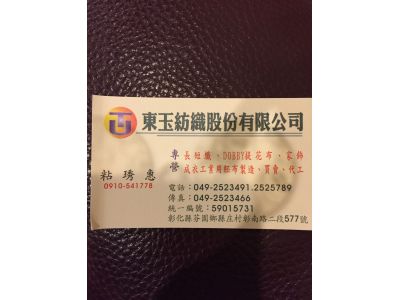 東玉紡織股份有限公司
專營 長短纖、DOBBY緹花布、家飾
成衣工業用胚布製造、買賣、代工
粘琇惠
0910-541778
電話：049-2523491.2525789
傳真：049-2523466
統一編號：59015731
彰化縣芬園鄉縣庄村彰南路二段577號